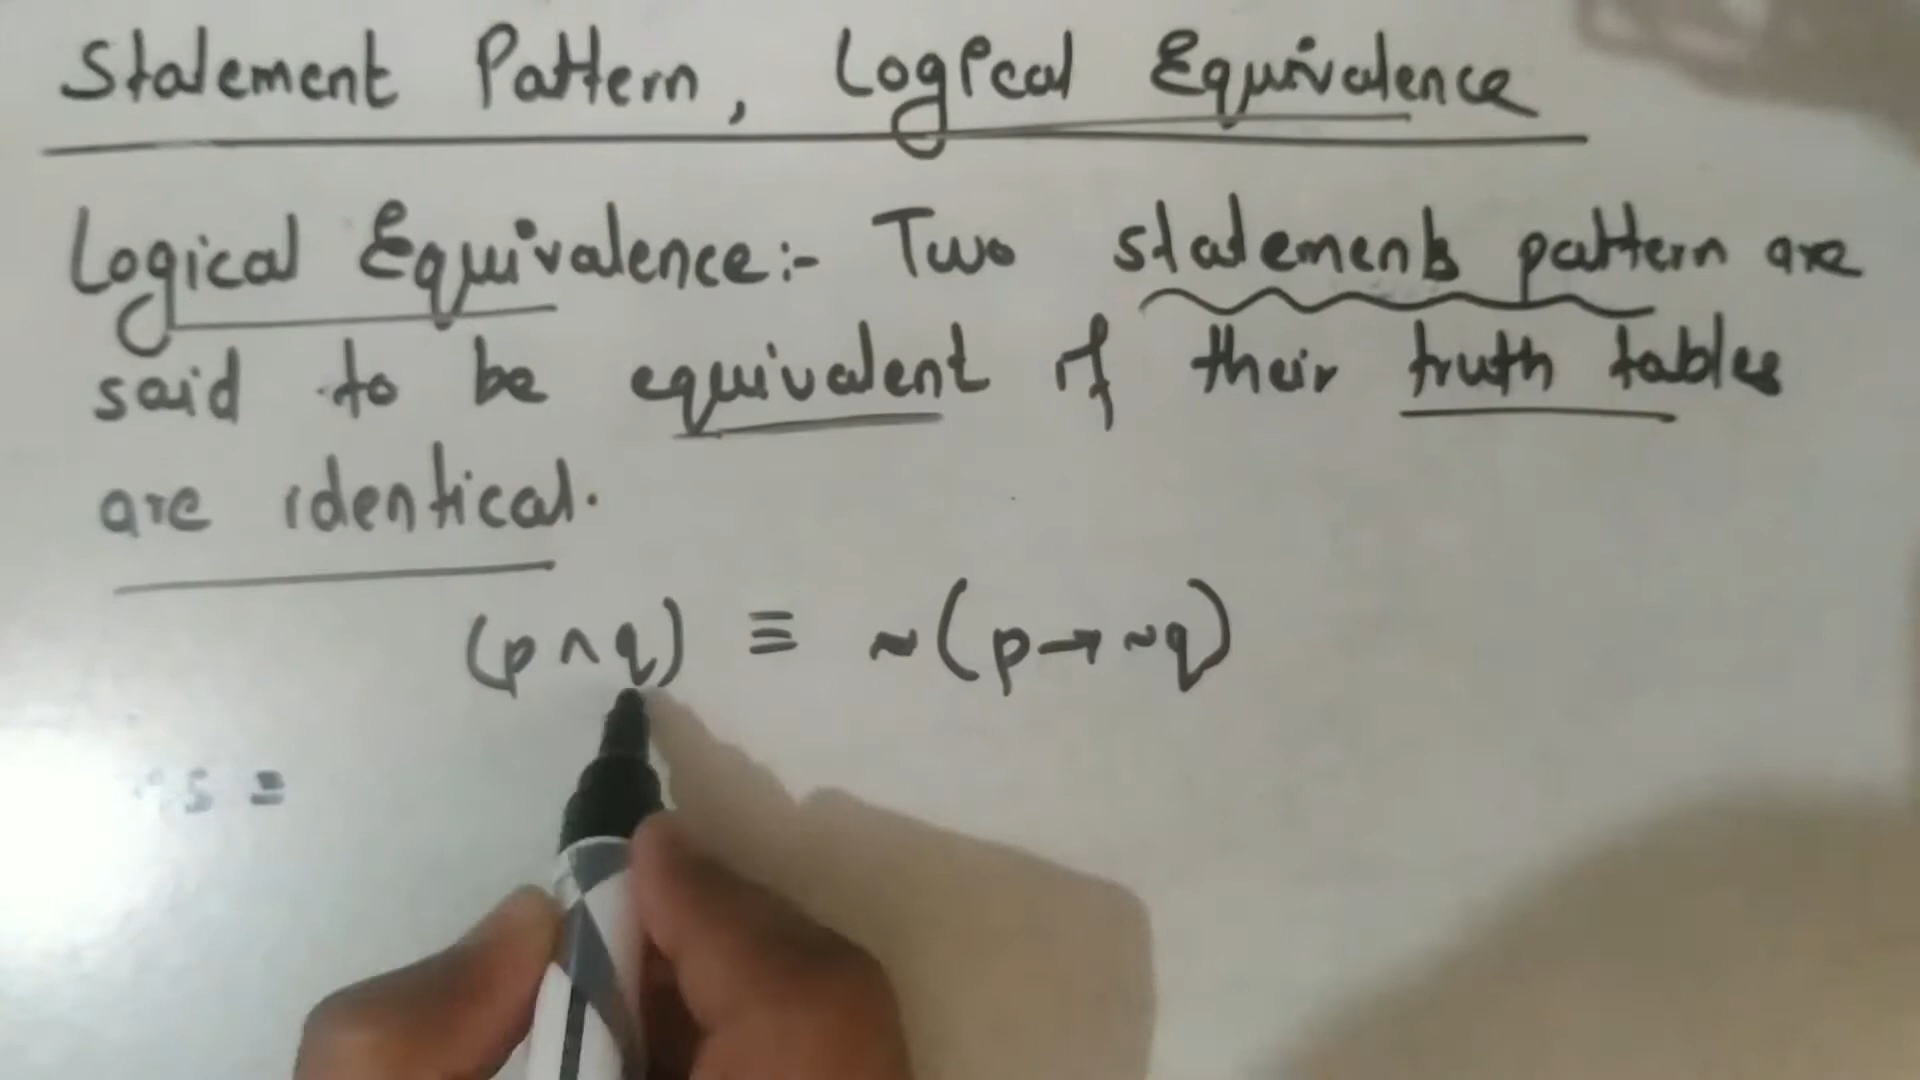 Statement Pattern, Logical Equivalence
Logical Equivalence:- Two statements pattern are
said to be equivalent if their truth tables
are identical.
(p ∧ q) ≡ ~(p → ~q)